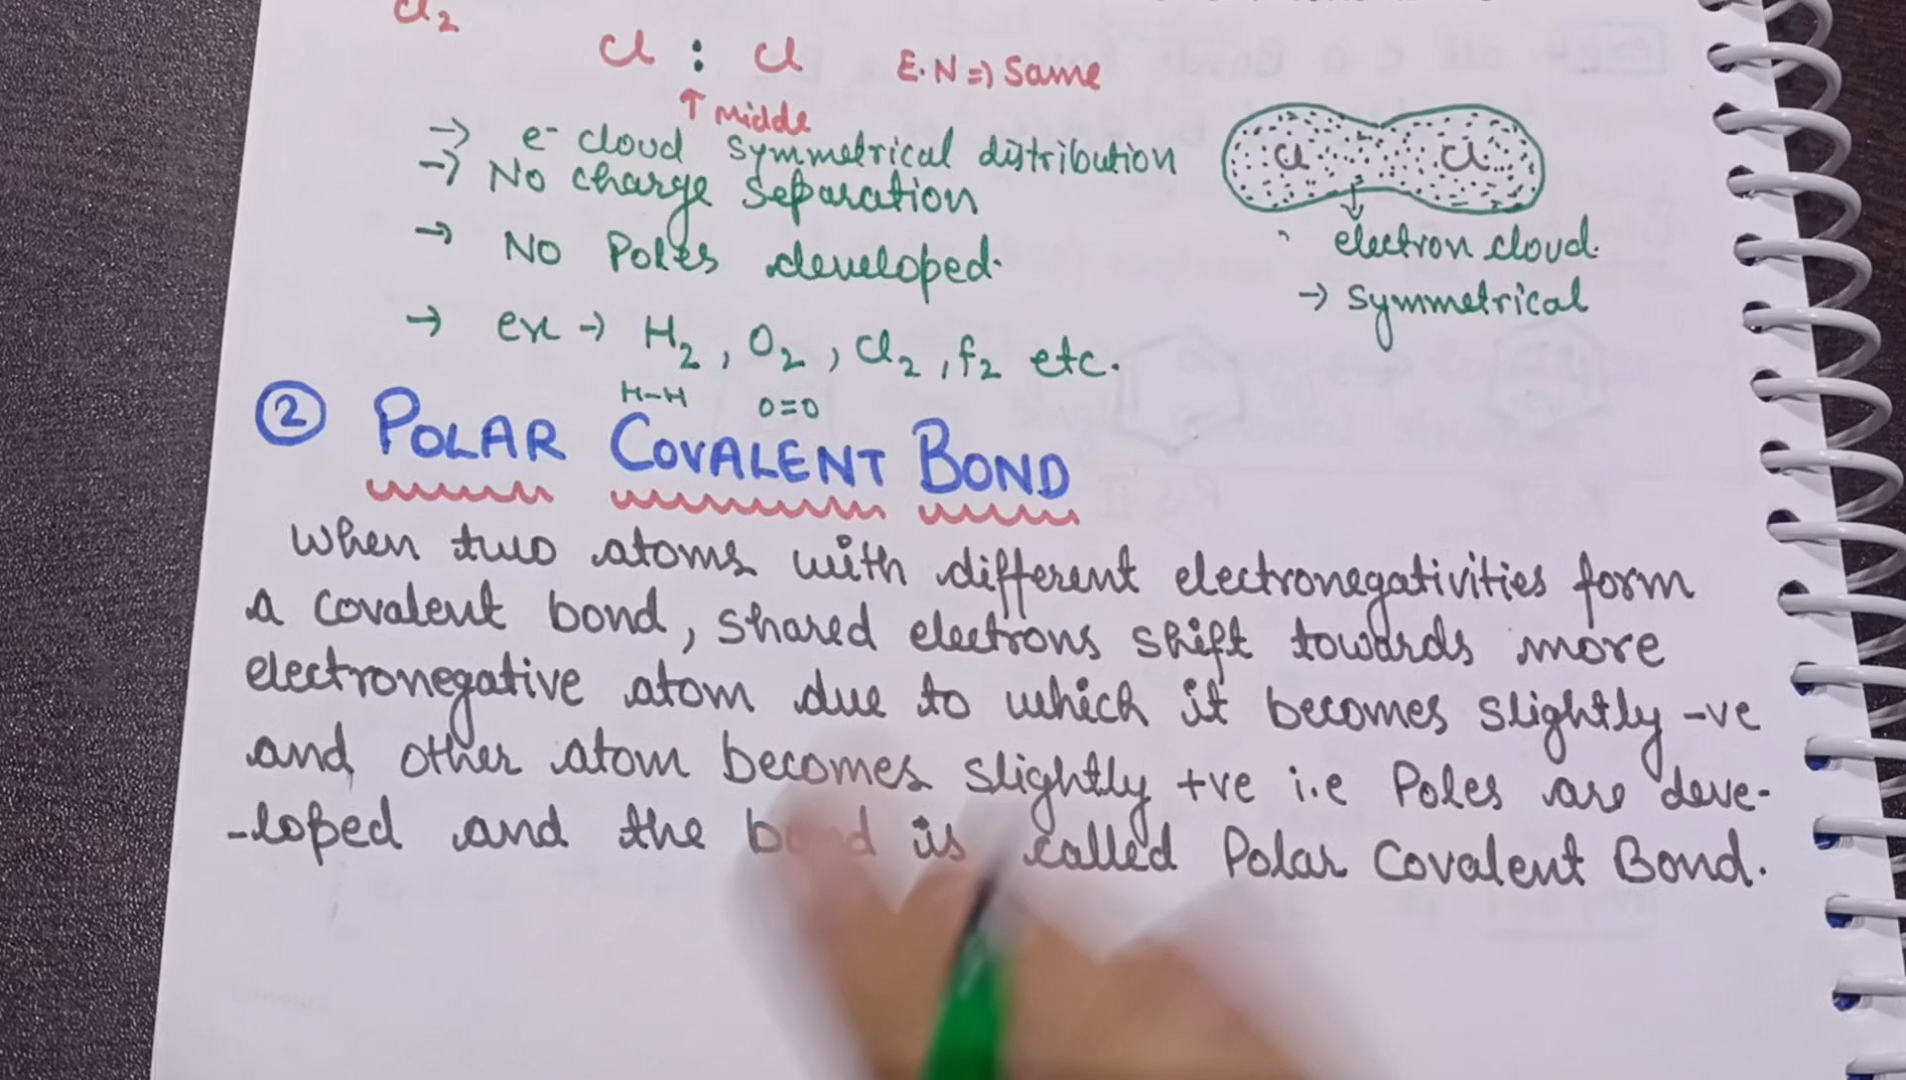 Cl2
Cl : Cl E.N => Same
↑ Midde
→ e- cloud symmetrical distribution
→ No charge separation
Cl Cl
→ No Poles developed.
electron cloud.
→ symmetrical
→ ex → H2, O2, Cl2, f2 etc.
H-H O=O
② POLAR COVALENT BOND
When two atoms with different electronegativities form
a covalent bond, shared electrons shift towards more
electronegative atom due to which it becomes slightly -ve
and other atom becomes slightly +ve i.e Poles are deve-
-loped and the bond is called Polar Covalent Bond.